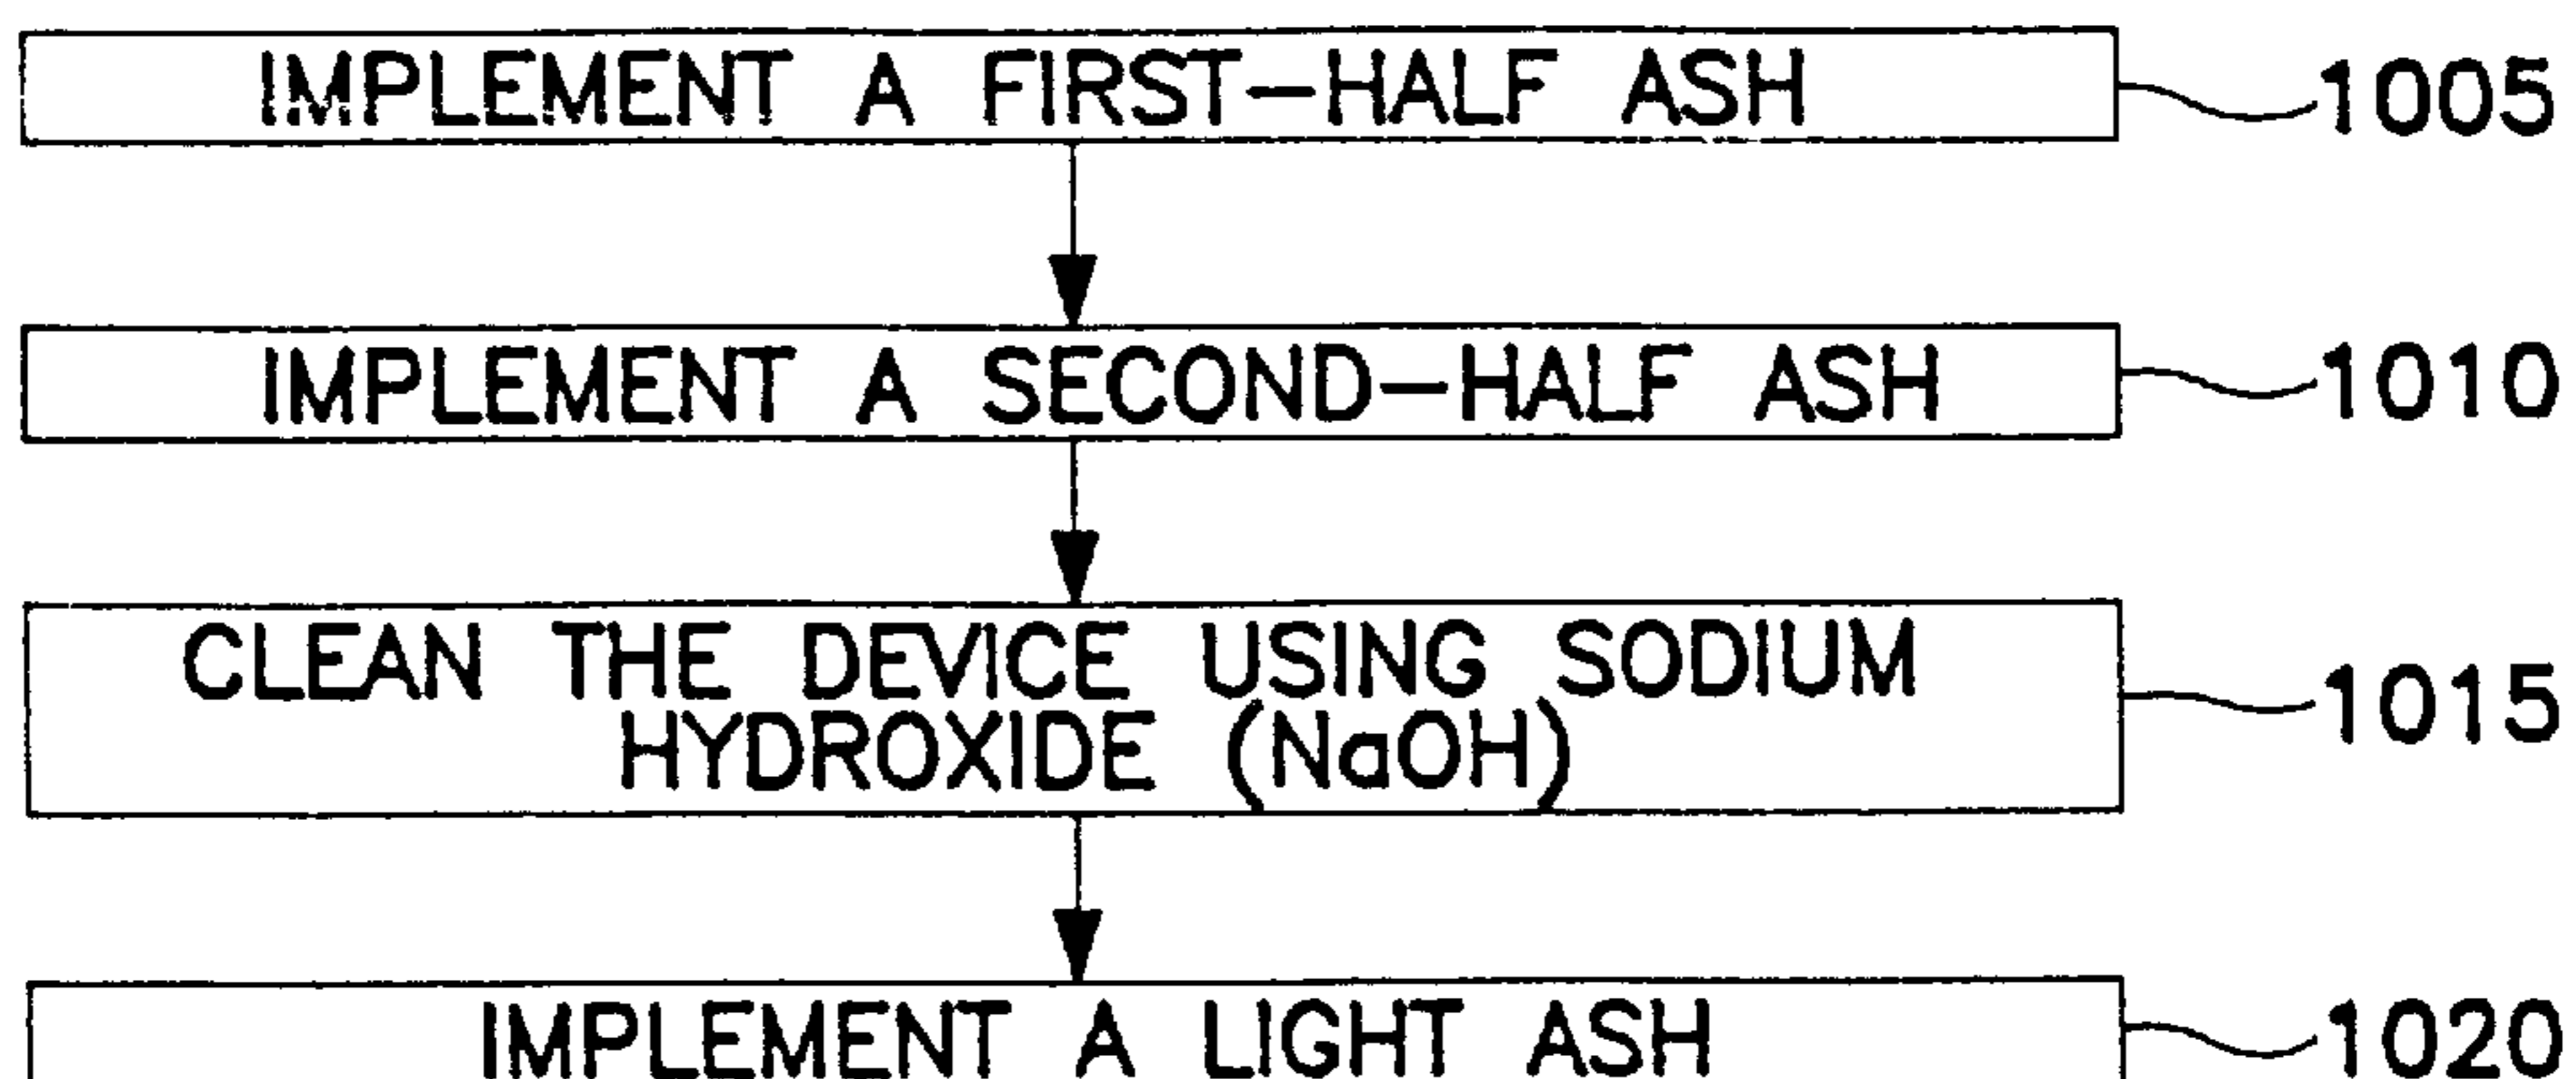 IMPLEMENT A FIRST-HALF ASH 1005
IMPLEMENT A SECOND-HALF ASH 1010
CLEAN THE DEVICE USING SODIUM
HYDROXIDE (NaOH) 1015
IMPLEMENT A LIGHT ASH 1020